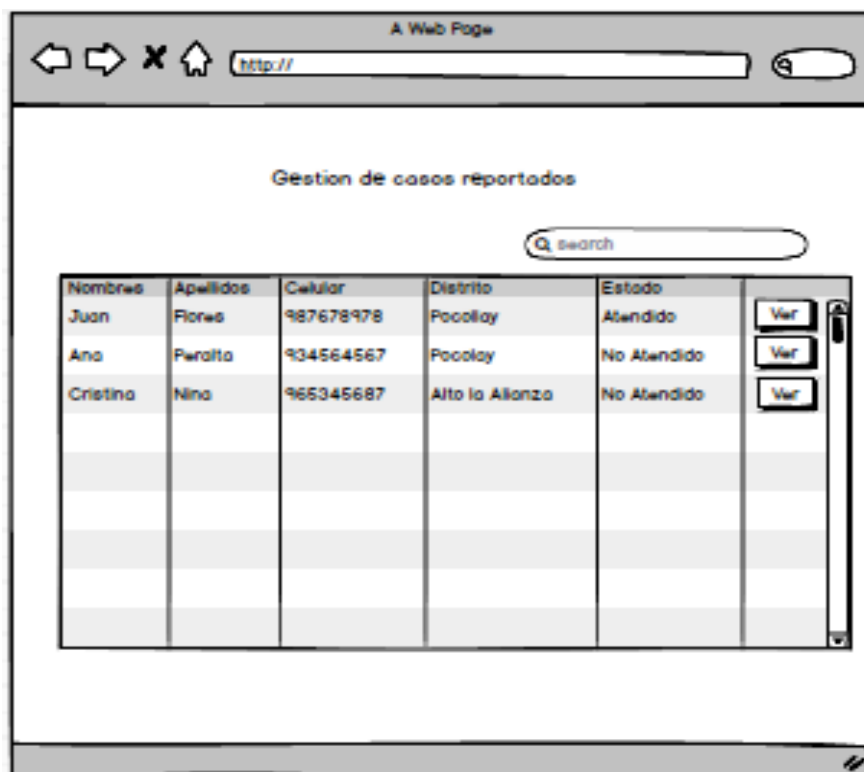 A Web Page
http://
Gestion de casos reportados
search
Nombres Apellidos Celular Distrito Estado
Juan Flores 987678978 Pocollay Atendido Ver
Ana Peralta 934564567 Pocolay No Atendido Ver
Cristina Nina 965345687 Alto la Alianza No Atendido Ver